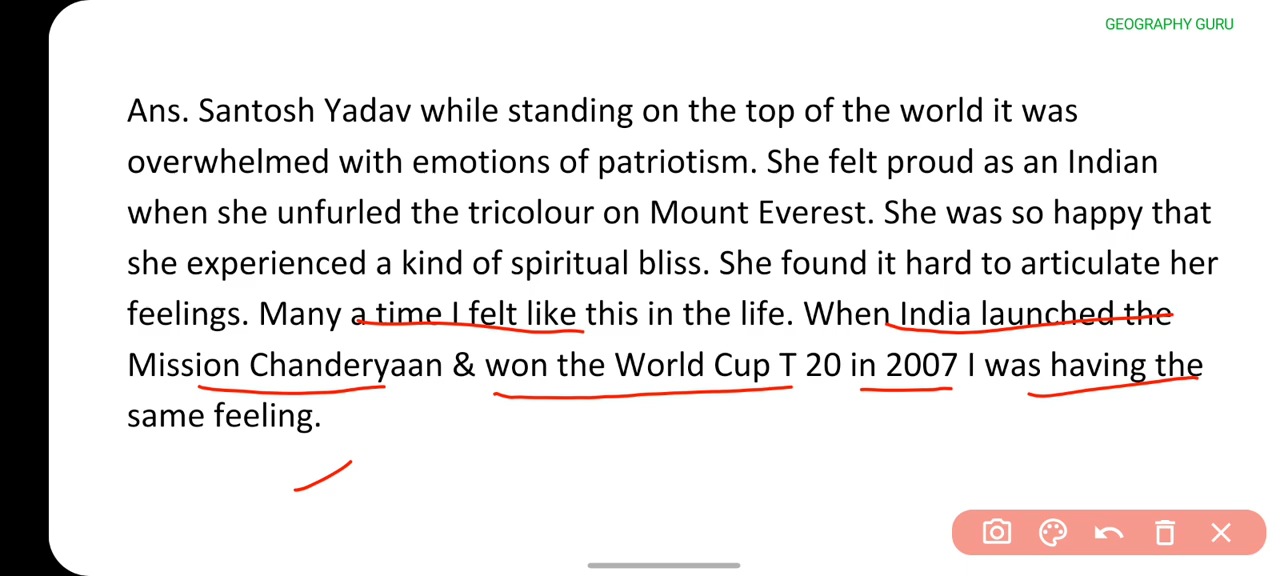 GEOGRAPHY GURU
Ans. Santosh Yadav while standing on the top of the world it was
overwhelmed with emotions of patriotism. She felt proud as an Indian
when she unfurled the tricolour on Mount Everest. She was so happy that
she experienced a kind of spiritual bliss. She found it hard to articulate her
feelings. Many a time I felt like this in the life. When India launched the
Mission Chanderyaan & won the World Cup T 20 in 2007 I was having the
same feeling.